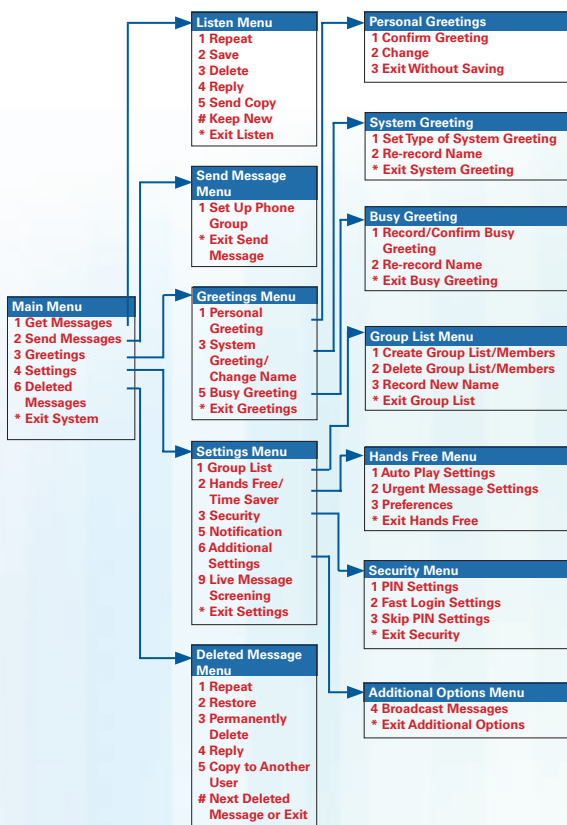 Main Menu
1 Get Messages
2 Send Messages
3 Greetings
4 Settings
6 Deleted
Messages
* Exit System
Listen Menu
1 Repeat
2 Save
3 Delete
4 Reply
5 Send Copy
# Keep New
* Exit Listen
Send Message
Menu
1 Set Up Phone
Group
* Exit Send
Message
Greetings Menu
1 Personal
Greeting
3 System
Greeting/
Change Name
5 Busy Greeting
* Exit Greetings
Settings Menu
1 Group List
2 Hands Free/
Time Saver
3 Security
5 Notification
6 Additional
Settings
9 Live Message
Screening
* Exit Settings
Deleted Message
Menu
1 Repeat
2 Restore
3 Permanently
Delete
4 Reply
5 Copy to Another
User
# Next Deleted
Message or Exit
Personal Greetings
1 Confirm Greeting
2 Change
3 Exit Without Saving
System Greeting
1 Set Type of System Greeting
2 Re-record Name
* Exit System Greeting
Busy Greeting
1 Record/Confirm Busy
Greeting
2 Re-record Name
* Exit Busy Greeting
Group List Menu
1 Create Group List/Members
2 Delete Group List/Members
3 Record New Name
* Exit Group List
Hands Free Menu
1 Auto Play Settings
2 Urgent Message Settings
3 Preferences
* Exit Hands Free
Security Menu
1 PIN Settings
2 Fast Login Settings
3 Skip PIN Settings
* Exit Security
Additional Options Menu
4 Broadcast Messages
* Exit Additional Options